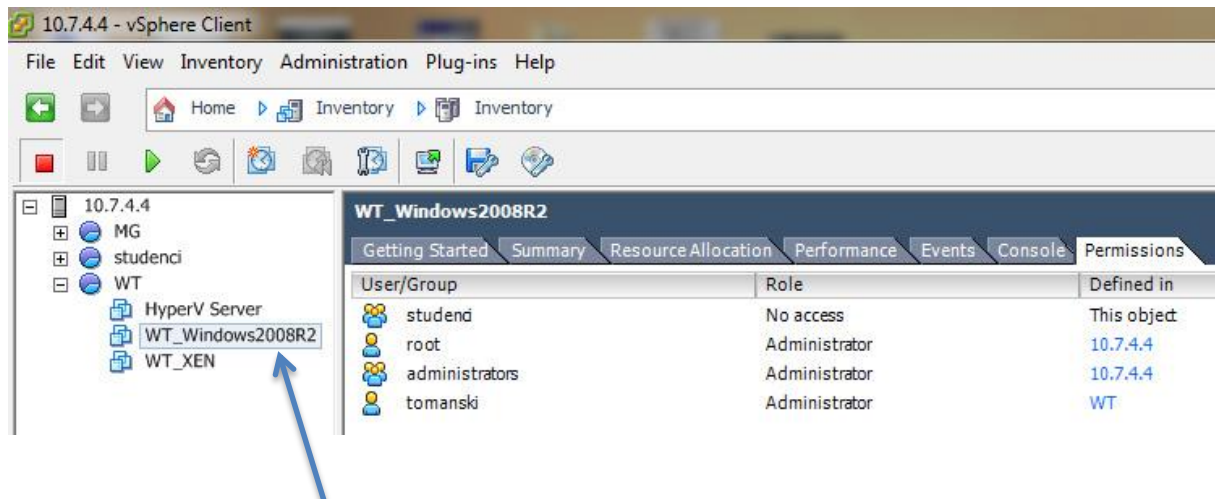 10.7.4.4 - vSphere Client
File Edit View Inventory Administration Plug-ins Help
Home Inventory Inventory
10.7.4.4
MG
studenci
WT
HyperV Server
WT_Windows2008R2
WT_XEN
WT_Windows2008R2
Getting Started Summary Resource Allocation Performance Events Console Permissions
User/Group Role Defined in
studenci No access This object
root Administrator 10.7.4.4
administrators Administrator 10.7.4.4
tomanski Administrator WT